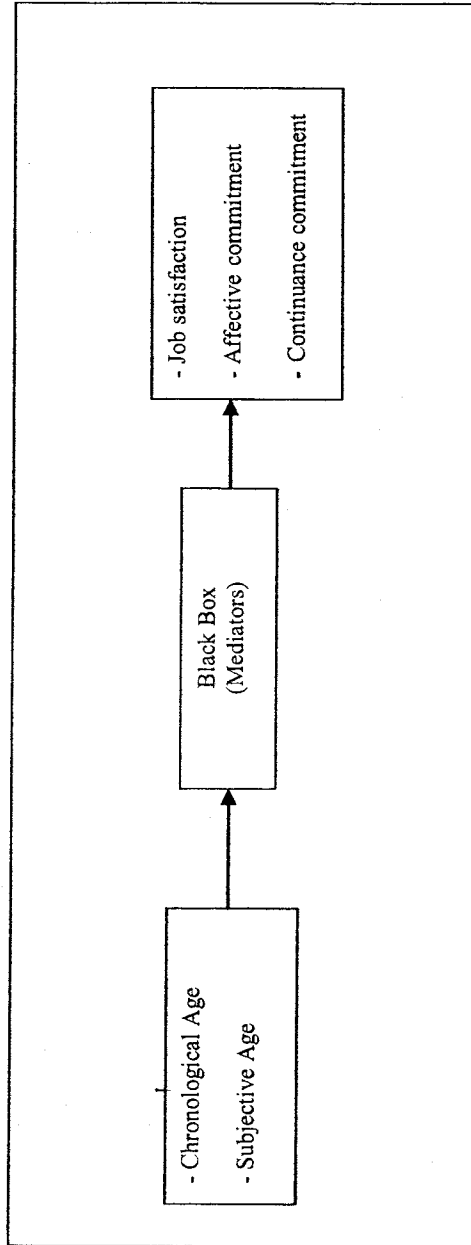 - Chronological Age
- Subjective Age
Black Box
(Mediators)
- Job satisfaction
- Affective commitment
- Continuance commitment